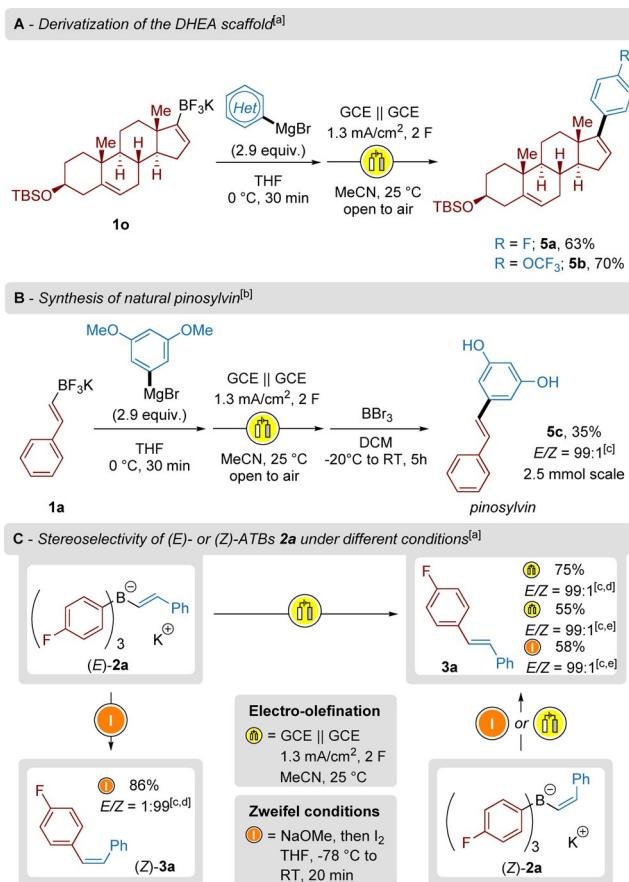 A - Derivatization of the DHEA scaffold[a]
Me
BF3K
Me
H
H
H
TBSO
1o
Het
MgBr
(2.9 equiv.)
THF
0 °C, 30 min
GCE || GCE
1.3 mA/cm², 2 F
MeCN, 25 °C
open to air
R
Me
Me
H
H
H
TBSO
R = F; 5a, 63%
R = OCF3; 5b, 70%
B - Synthesis of natural pinosylvin[b]
BF3K
1a
MeO
OMe
MgBr
(2.9 equiv.)
THF
0 °C, 30 min
GCE || GCE
1.3 mA/cm², 2 F
MeCN, 25 °C
open to air
BBr3
DCM
-20°C to RT, 5h
HO
OH
5c, 35%
E/Z = 99:1[c]
2.5 mmol scale
pinosylvin
C - Stereoselectivity of (E)- or (Z)-ATBs 2a under different conditions[a]
F
B
⊖
Ph
3
K⊕
(E)-2a
F
Ph
3a
75%
E/Z = 99:1[c,d]
55%
E/Z = 99:1[c,e]
I
58%
E/Z = 99:1[c,e]
I
I or
F
Ph
(Z)-3a
I
86%
E/Z = 1:99[c,d]
Electro-olefination
= GCE || GCE
1.3 mA/cm², 2 F
MeCN, 25 °C
Zweifel conditions
I = NaOMe, then I2
THF, -78 °C to
RT, 20 min
F
B
⊖
Ph
3
K⊕
(Z)-2a